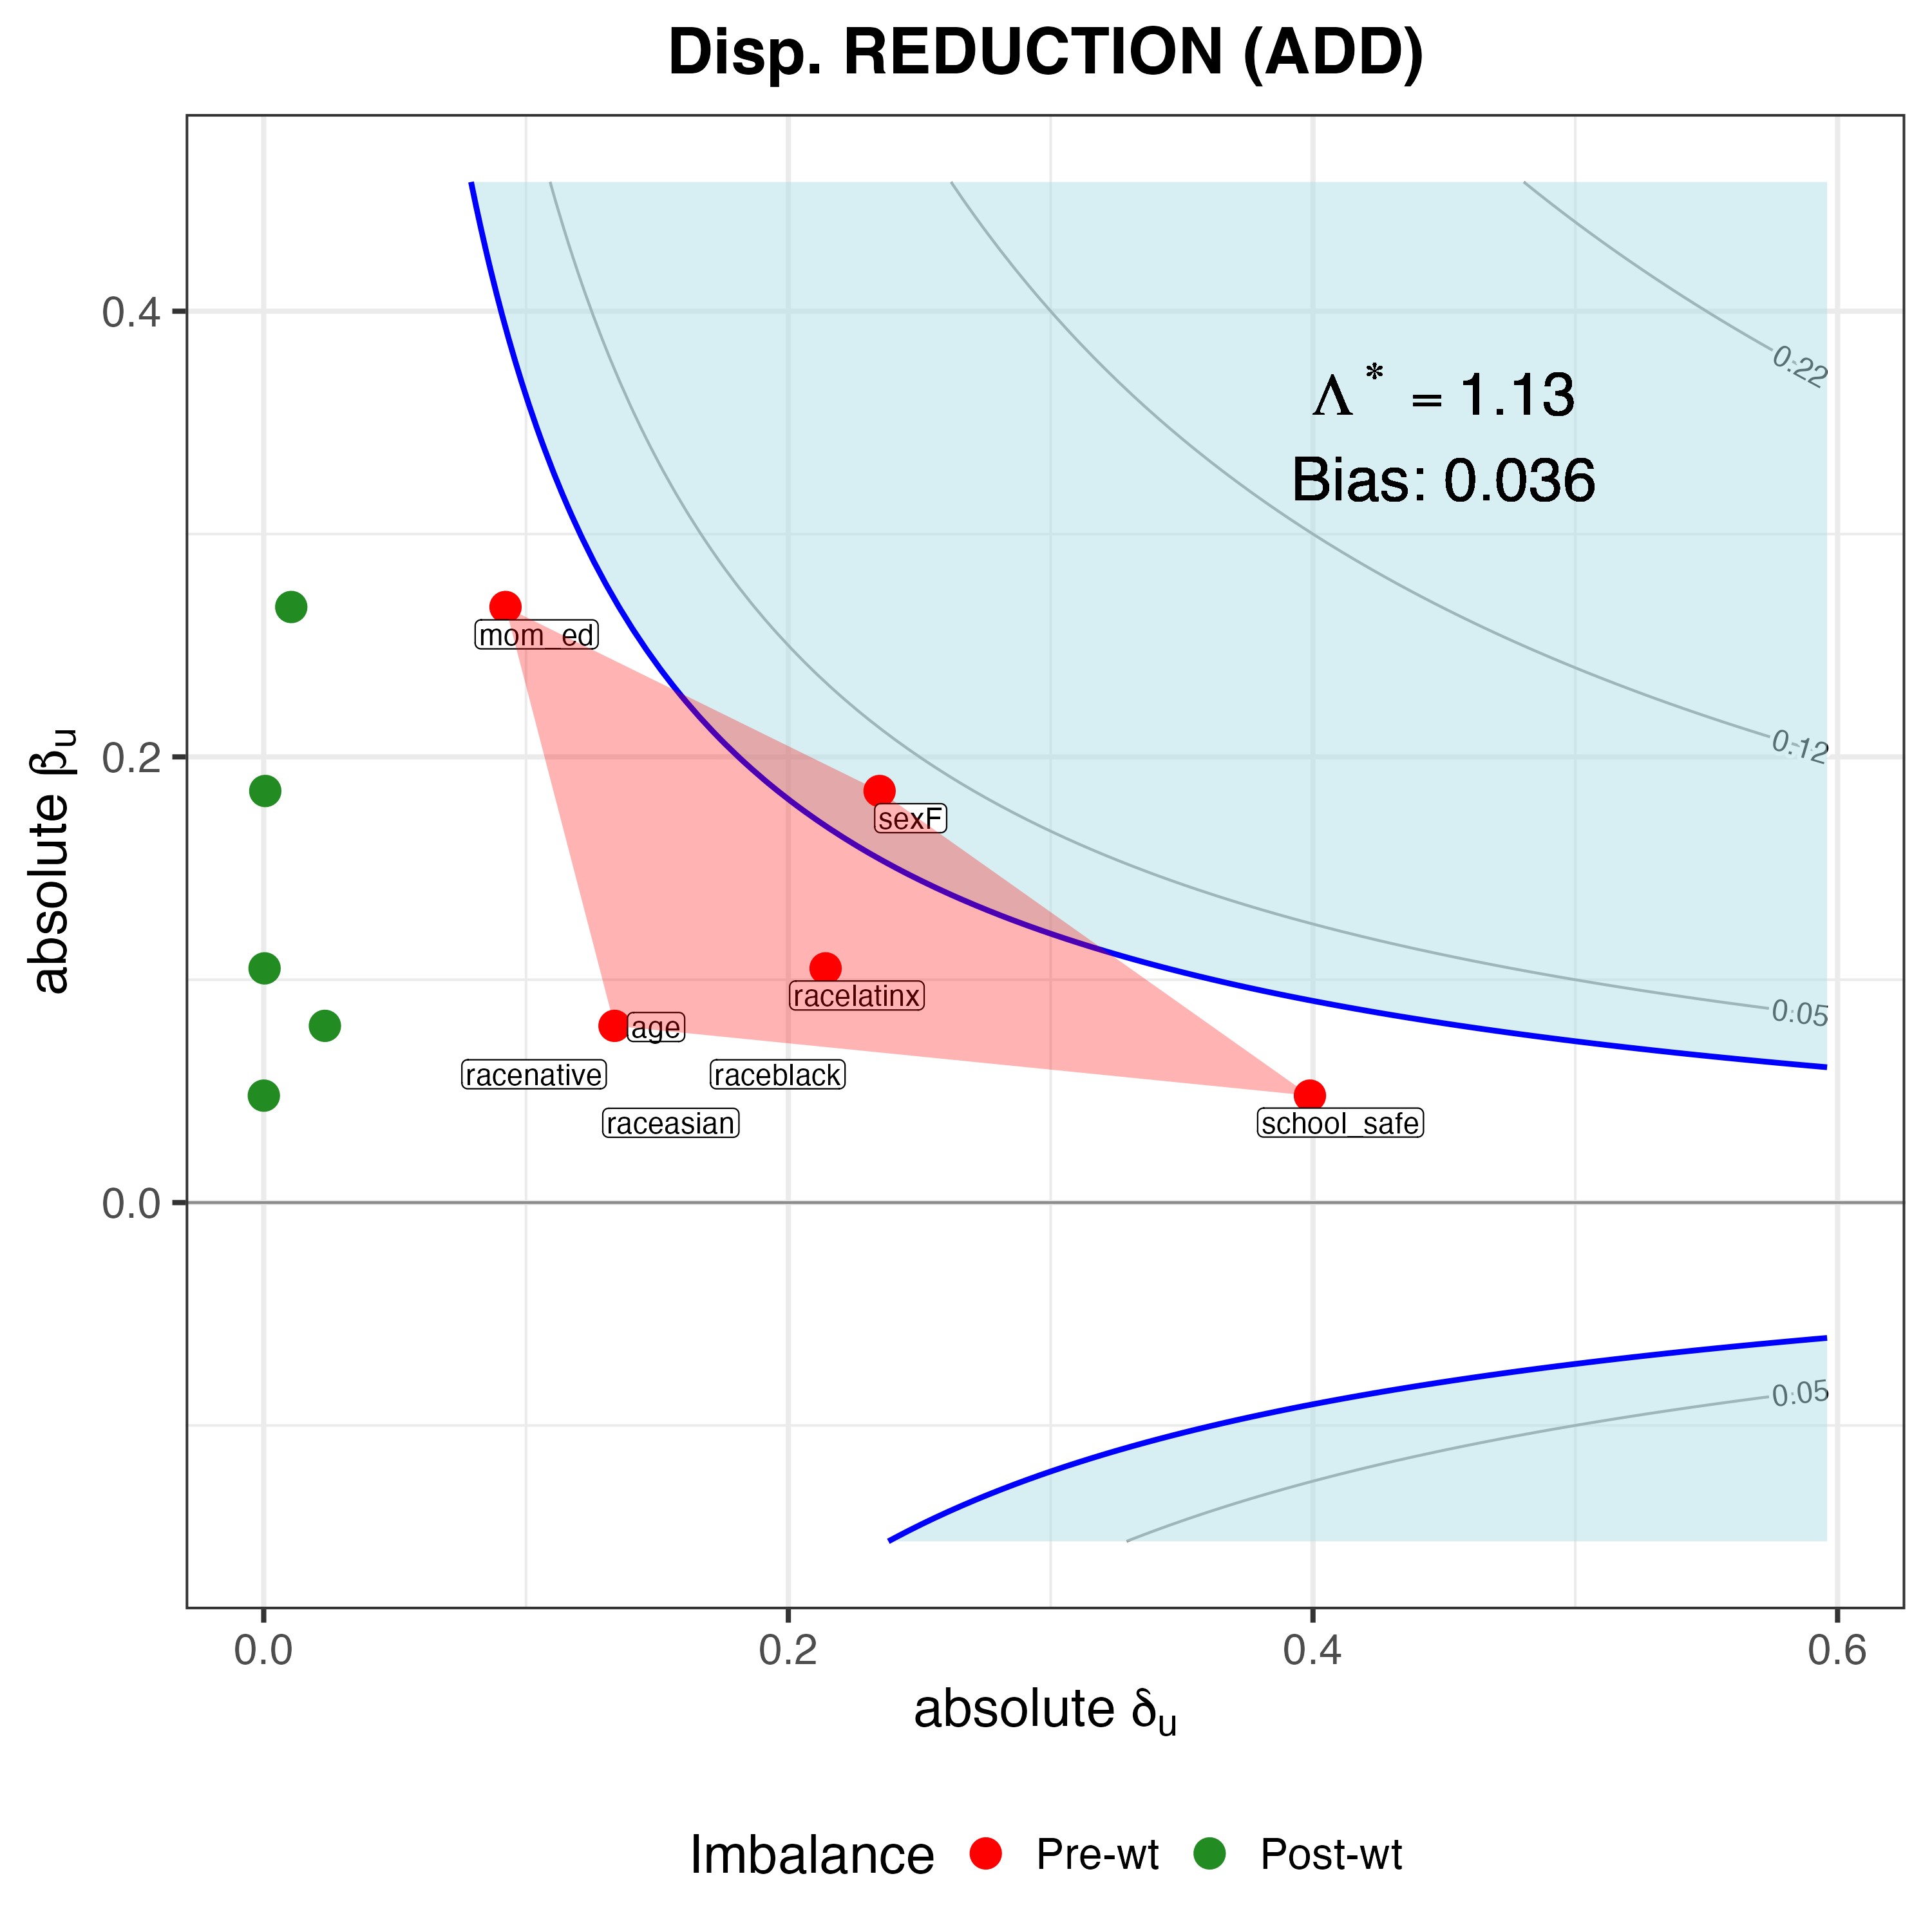 Disp. REDUCTION (ADD)
0.22
0.4
Λ* = 1.13
Bias: 0.036
mom_ed
0.2
0.12
sexF
racelatinx
0.05
age
racenative
raceblack
raceasian
school_safe
0.0
0.05
absolute βu
0.0
0.2
0.4
0.6
absolute δu
Imbalance
Pre-wt
Post-wt